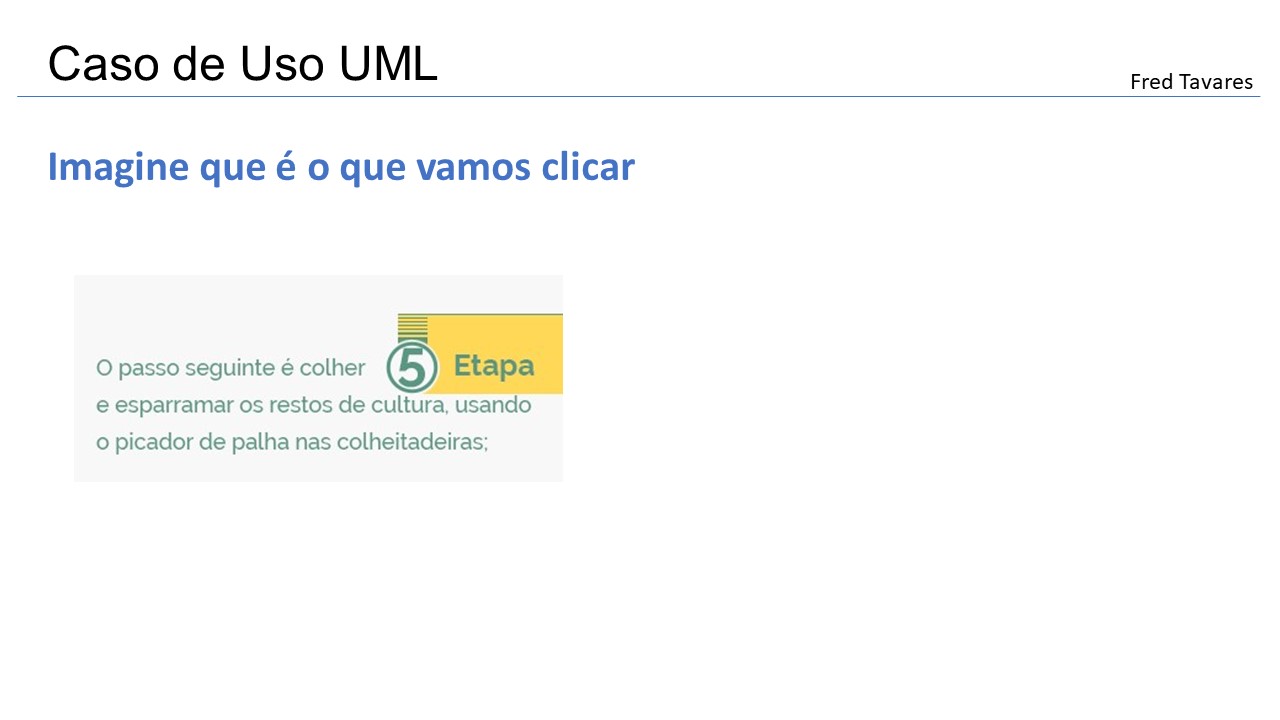 Caso de Uso UML
Fred Tavares
Imagine que é o que vamos clicar
5 Etapa
O passo seguinte é colher
e esparramar os restos de cultura, usando
o picador de palha nas colheitadeiras;